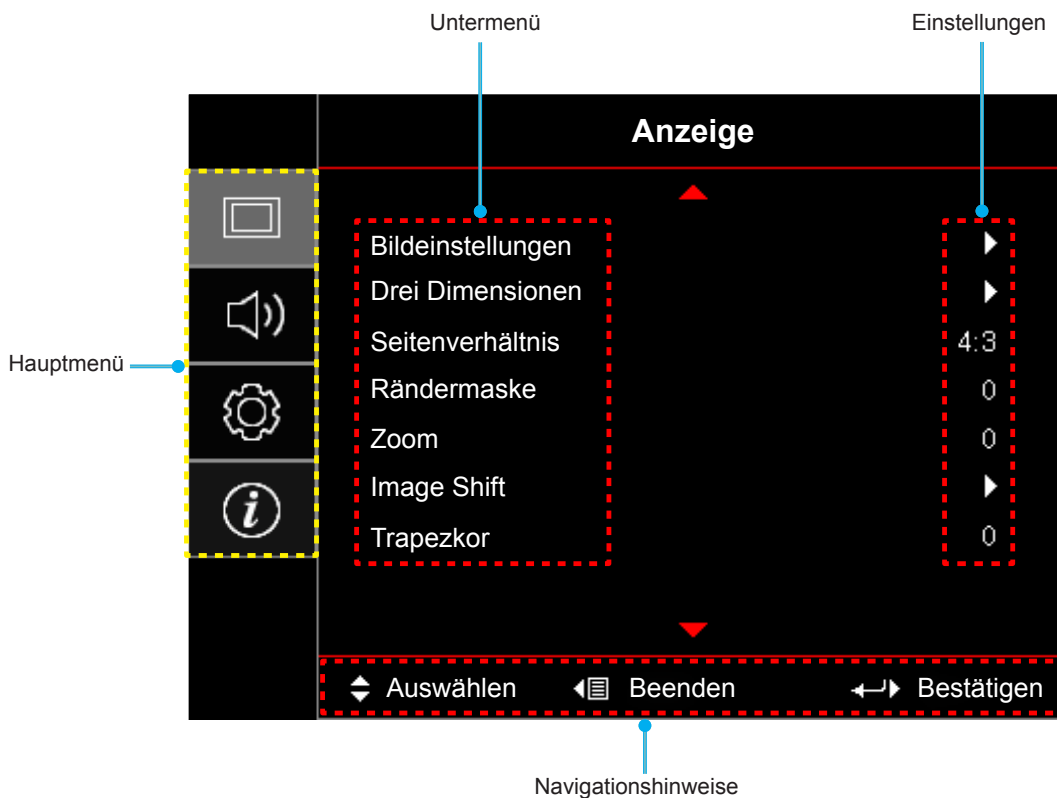 Untermenü
Einstellungen
Anzeige
Bildeinstellungen
Drei Dimensionen
Seitenverhältnis 4:3
Rändermaske 0
Zoom 0
Image Shift
Trapezkor 0
Hauptmenü
Auswählen Beenden Bestätigen
Navigationshinweise